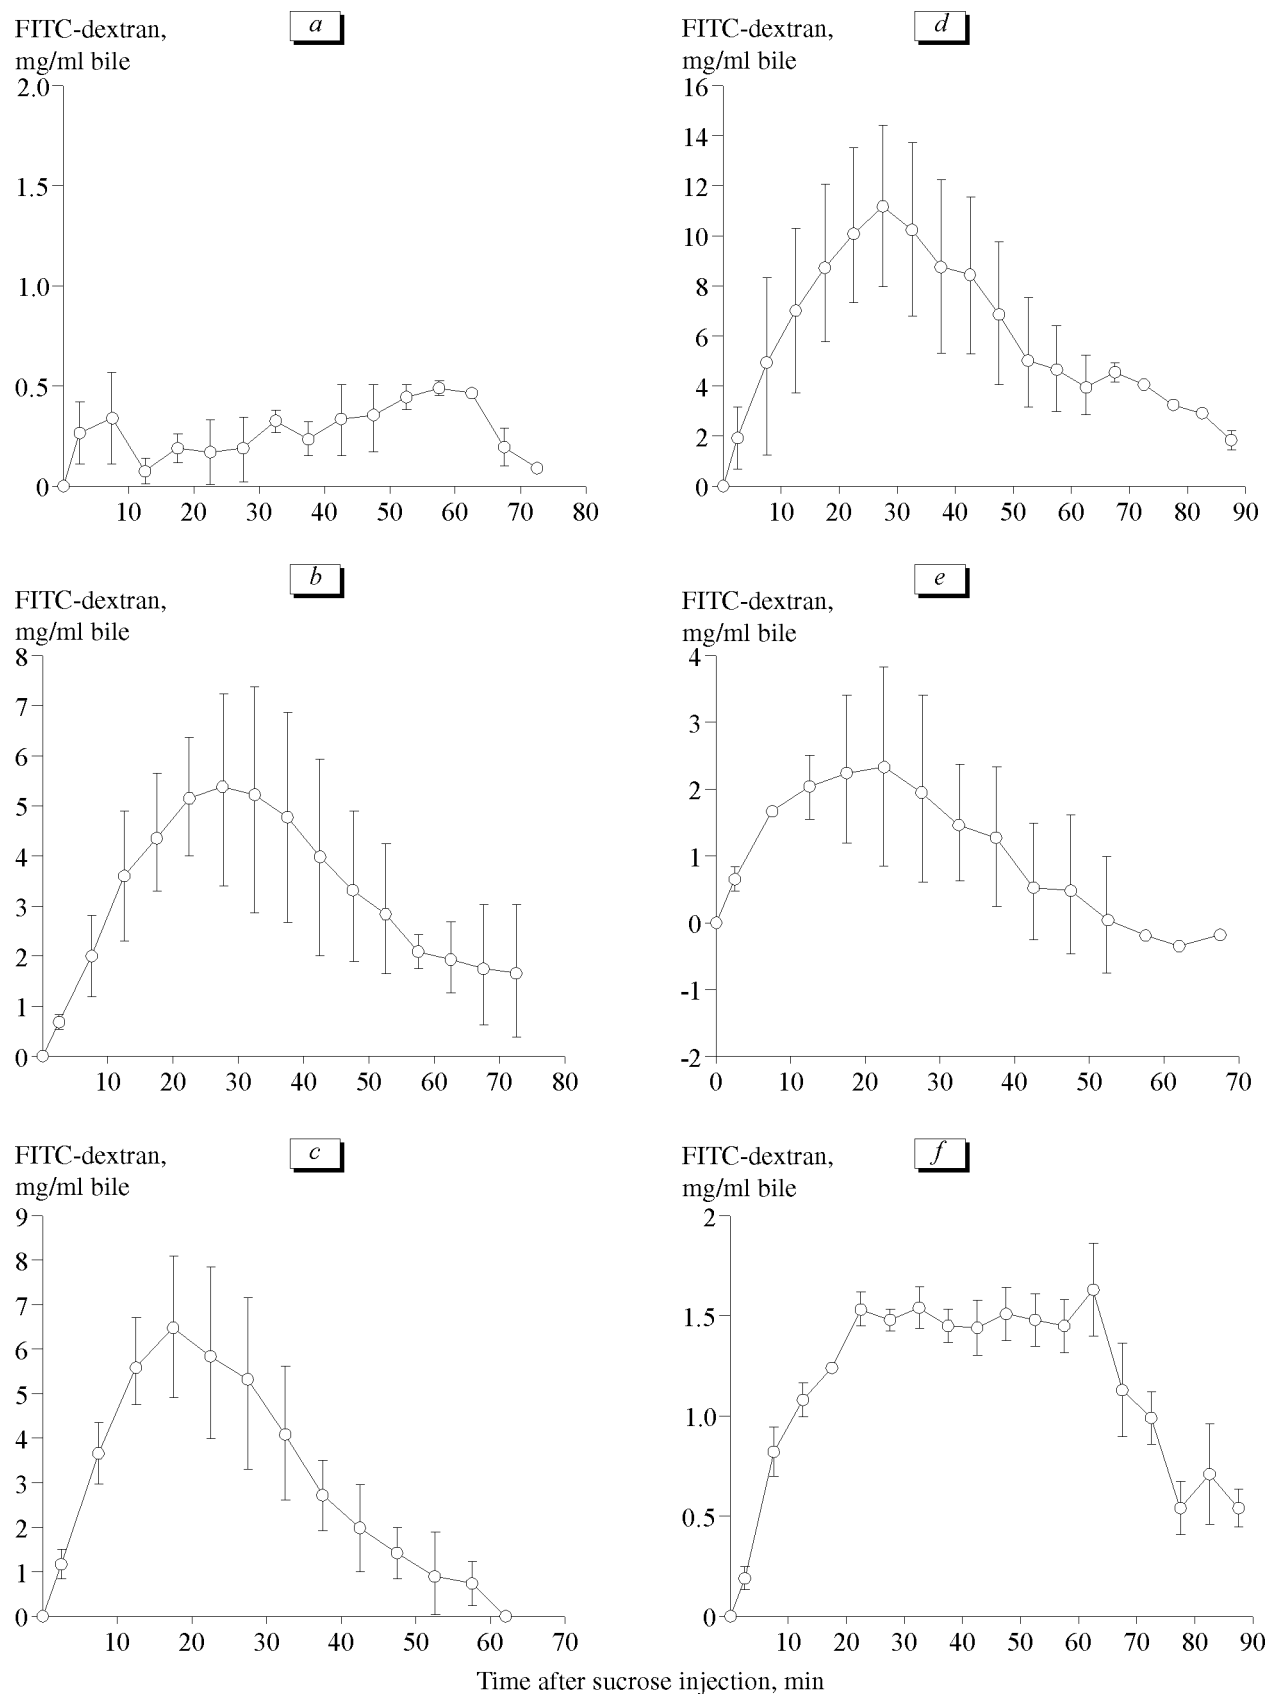 a
FITC-dextran,
mg/ml bile
2.0
1.5
1.0
0.5
0
10 20 30 40 50 60 70 80
d
FITC-dextran,
mg/ml bile
16
14
12
10
8
6
4
2
0
10 20 30 40 50 60 70 80 90
b
FITC-dextran,
mg/ml bile
8
7
6
5
4
3
2
1
0
10 20 30 40 50 60 70 80
e
FITC-dextran,
mg/ml bile
4
3
2
1
0
-1
-2
0 10 20 30 40 50 60 70
c
FITC-dextran,
mg/ml bile
9
8
7
6
5
4
3
2
1
0
10 20 30 40 50 60 70
f
FITC-dextran,
mg/ml bile
2
1.5
1.0
0.5
0
10 20 30 40 50 60 70 80 90
Time after sucrose injection, min